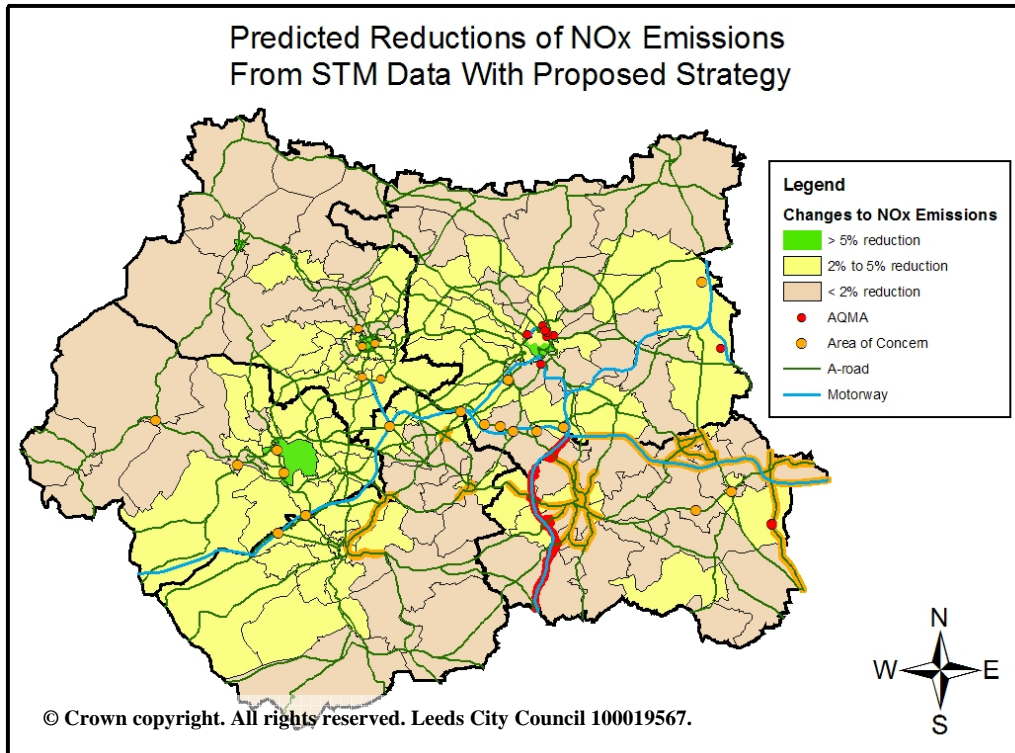 Predicted Reductions of NOx Emissions
From STM Data With Proposed Strategy
Legend
Changes to NOx Emissions
> 5% reduction
2% to 5% reduction
< 2% reduction
AQMA
Area of Concern
A-road
Motorway
N
W E
S
© Crown copyright. All rights reserved. Leeds City Council 100019567.